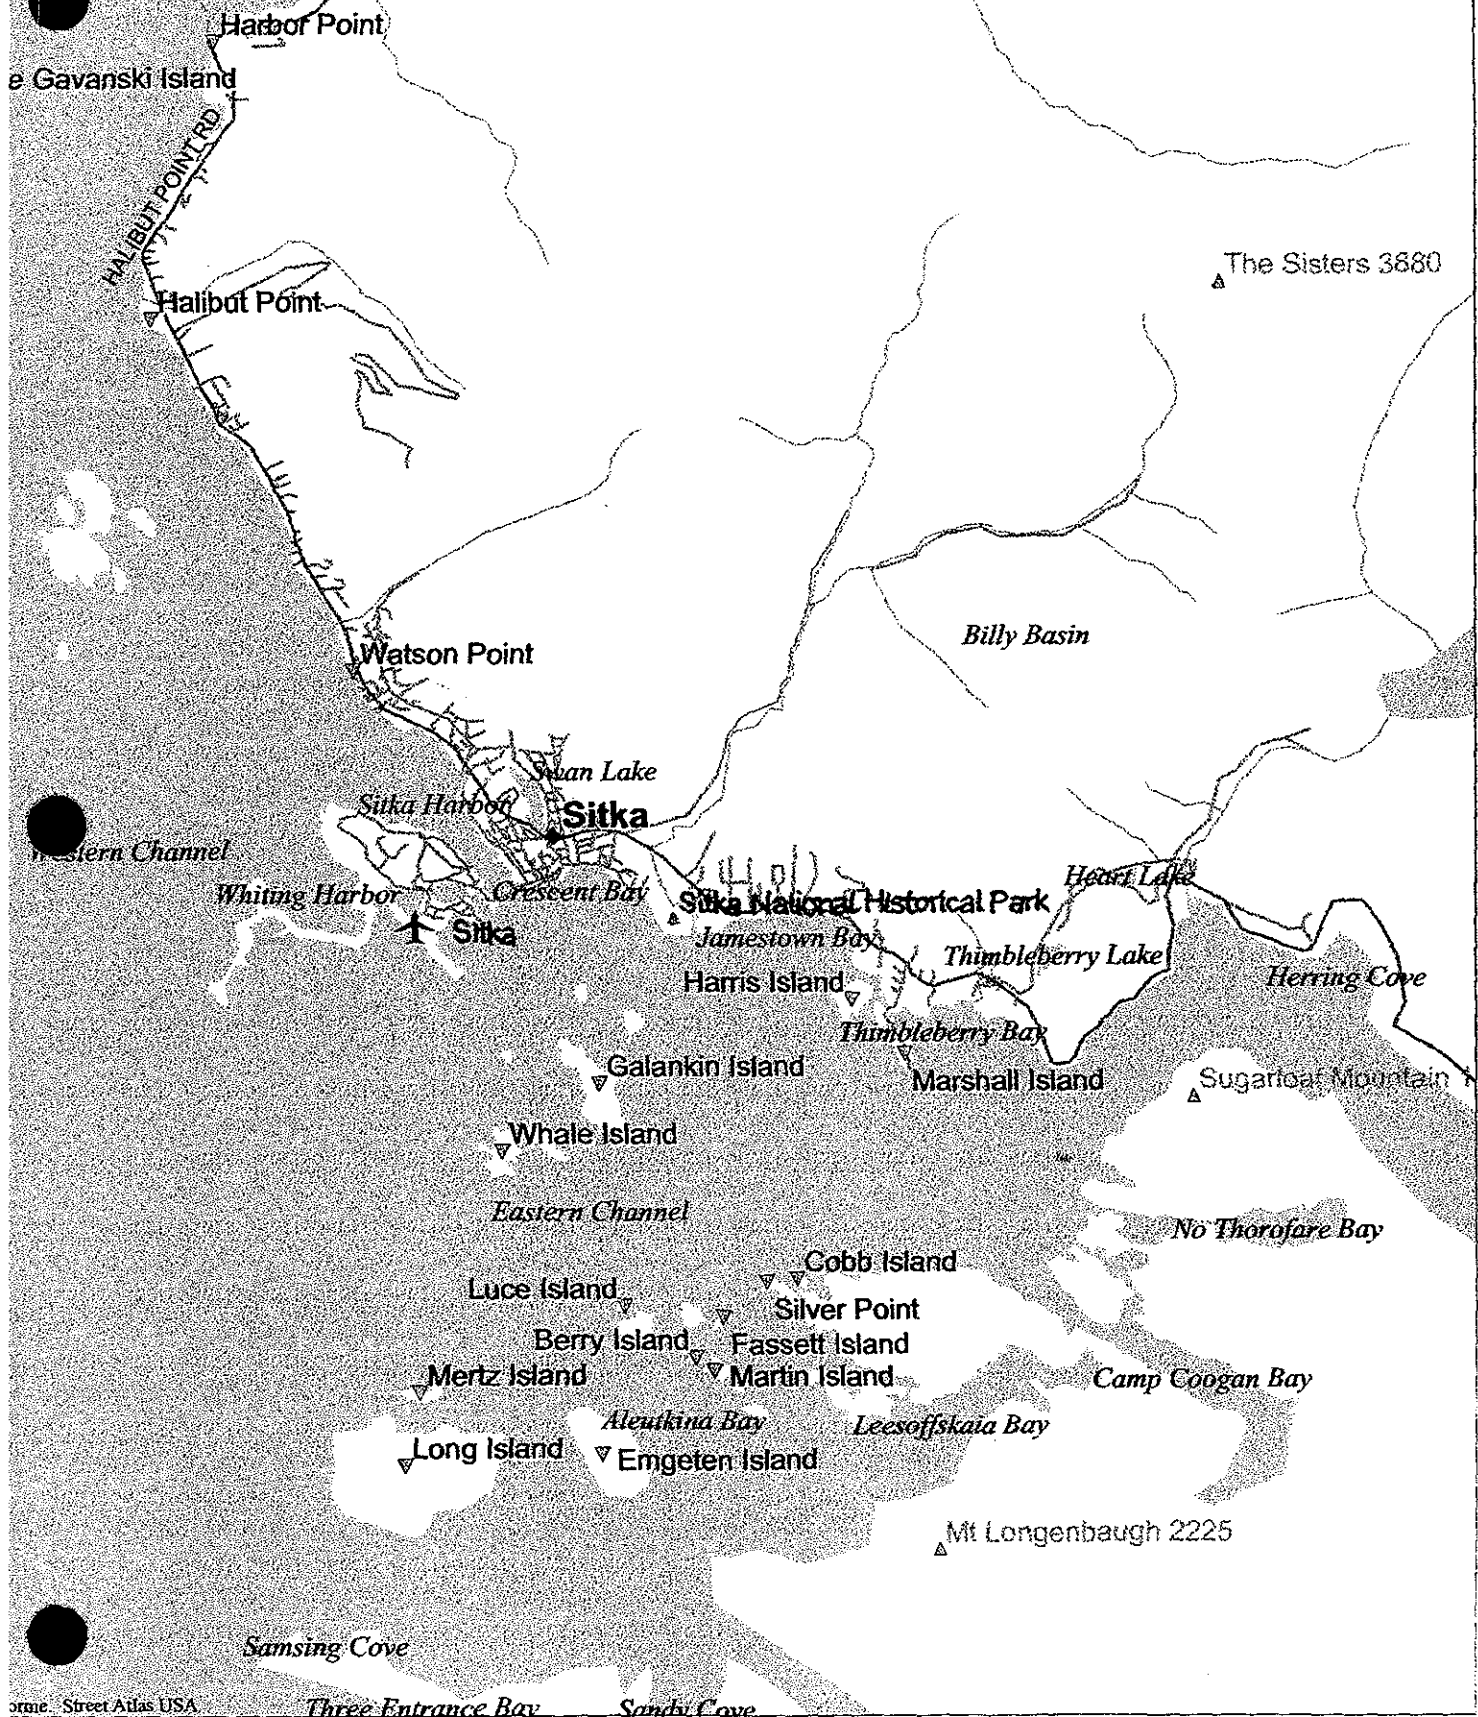 Harbor Point
e Gavanski Island
HALIBUT POINT RD
The Sisters 3880
Halibut Point
Billy Basin
Watson Point
Swan Lake
Sitka Harbor
Sitka
Western Channel
Whiting Harbor
Crescent Bay
Heart Lake
Sitka National Historical Park
Sitka
Jamestown Bay
Thimbleberry Lake
Harris Island
Herring Cove
Thimbleberry Bay
Galankin Island
Marshall Island
Sugarloaf Mountain 1
Whale Island
Eastern Channel
No Thorofare Bay
Cobb Island
Luce Island
Silver Point
Berry Island
Fassett Island
Mertz Island
Martin Island
Camp Coogan Bay
Aleutkina Bay
Leesoffskaia Bay
Long Island
Emgeten Island
Mt Longenbaugh 2225
Samsing Cove
orme. Street Atlas USA
Three Entrance Bay
Sandy Cove